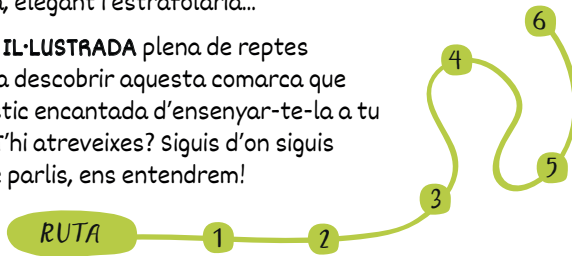 elegant i estrafolària...
IL·LUSTRADA plena de reptes
a descobrir aquesta comarca que
encantada d'ensenyar-te-la a tu
T'hi atreveixes? Siguis d'on siguis
parlis, ens entendrem!
RUTA
1
2
3
4
5
6